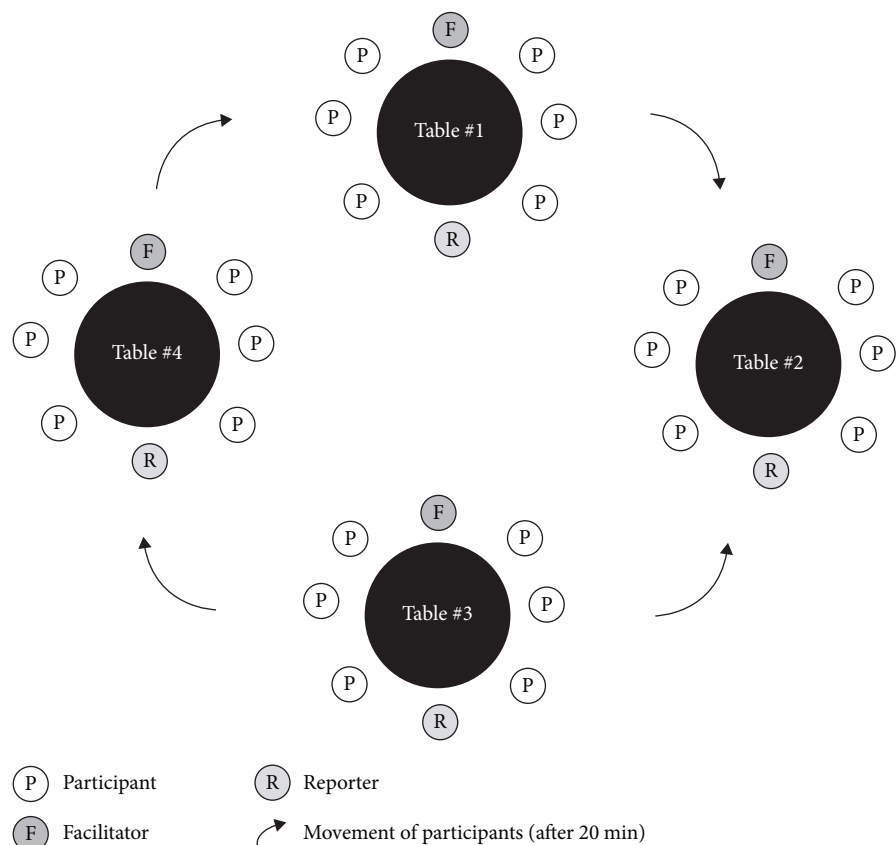 F
P P
P Table #1 P
P P
R
F
P P
P Table #4 P
P P
R
F
P P
P Table #2 P
P P
R
F
P P
P Table #3 P
P P
R
P Participant
R Reporter
F Facilitator
Movement of participants (after 20 min)